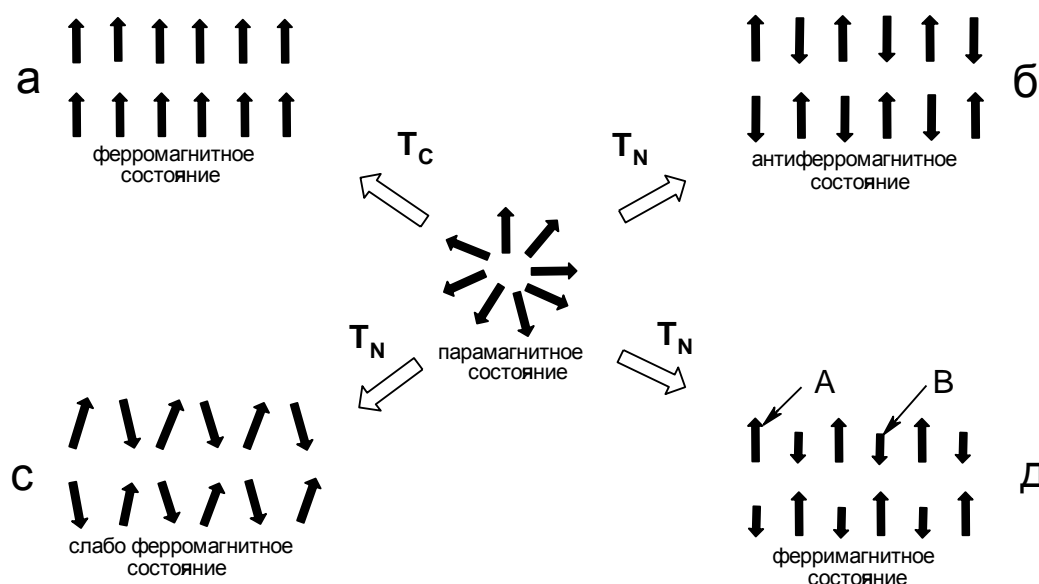 а
ферромагнитное
состояние
T_C
T_N
б
антиферромагнитное
состояние
парамагнитное
состояние
T_N
T_N
с
слабо ферромагнитное
состояние
А
В
д
ферримагнитное
состояние